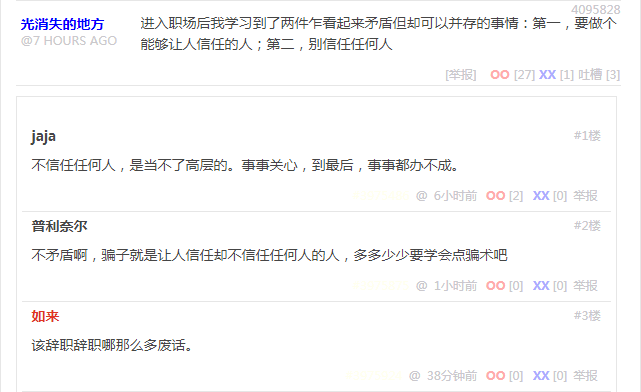 4095828
光消失的地方
@7 HOURS AGO
进入职场后我学习到了两件乍看起来矛盾但却可以并存的事情：第一，要做个
能够让人信任的人；第二，别信任任何人
[举报] OO [27] XX [1] 吐槽 [3]
jaja #1楼
不信任任何人，是当不了高层的。事事关心，到最后，事事都办不成。
@ 6小时前 OO [2] XX [0] 举报
普利奈尔 #2楼
不矛盾啊，骗子就是让人信任却不信任任何人的人，多多少少要学会点骗术吧
@ 1小时前 OO [0] XX [0] 举报
如来 #3楼
该辞职辞职哪那么多废话。
@ 38分钟前 OO [0] XX [0] 举报